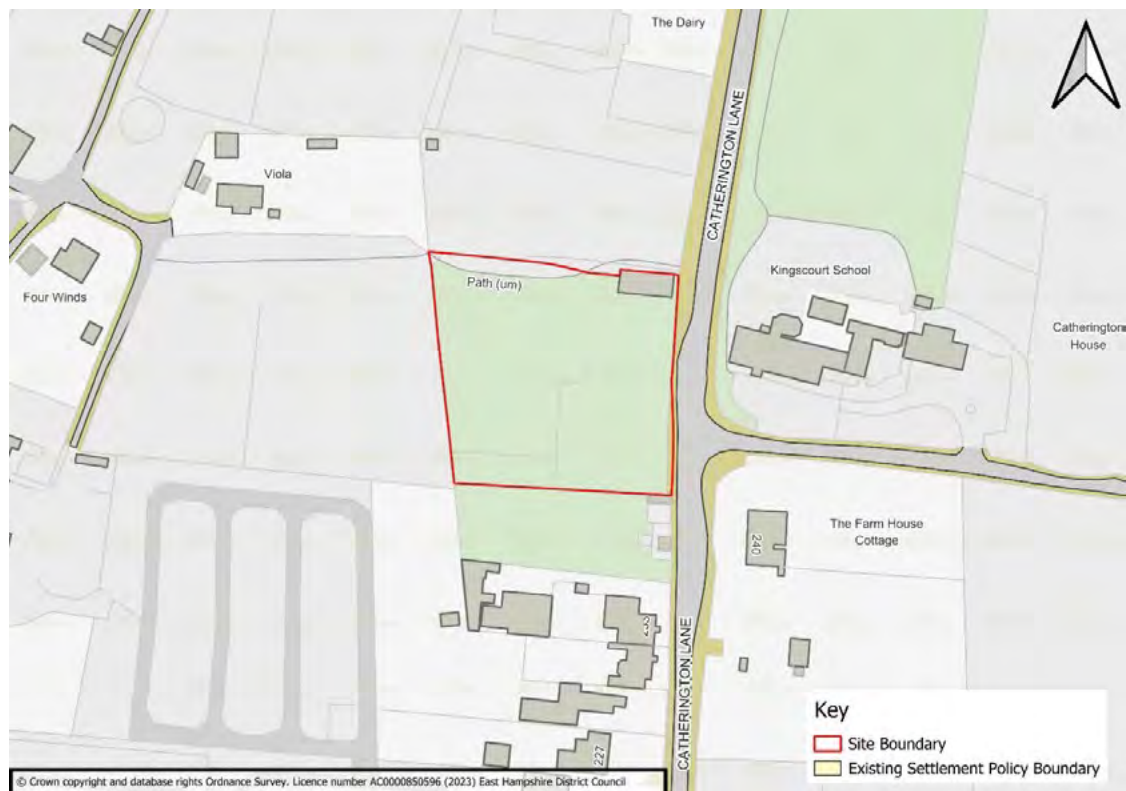 The Dairy
CATHERINGTON LANE
Viola
Kingscourt School
Path (um)
Four Winds
Catherington
House
The Farm House
Cottage
240
CATHERINGTON LANE
227
Key
Site Boundary
Existing Settlement Policy Boundary
© Crown copyright and database rights Ordnance Survey. Licence number AC0000850596 (2023) East Hampshire District Council